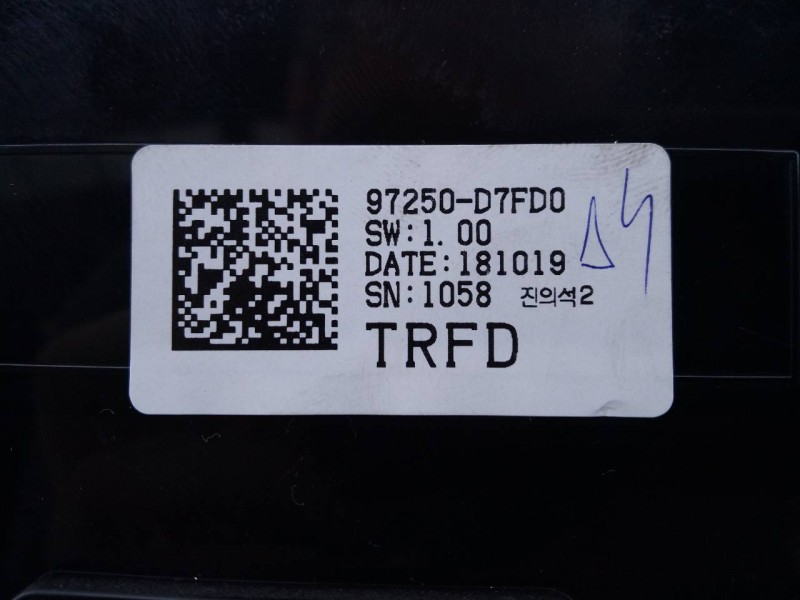 97250-D7FD0
SW:1.00
DATE:181019
SN:1058 진의석2
TRFD